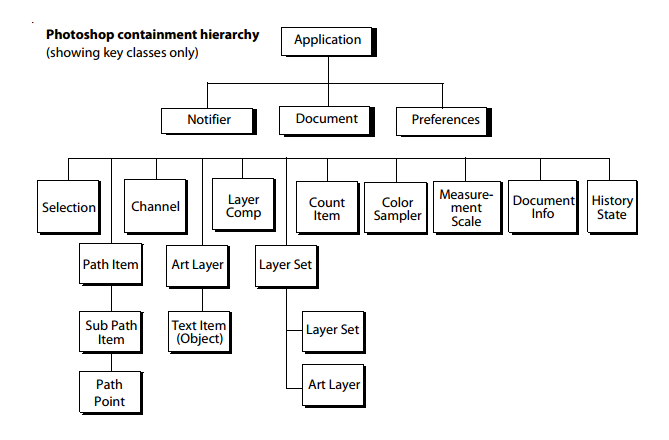 Photoshop containment hierarchy
(showing key classes only)
Application
Notifier
Document
Preferences
Selection
Channel
Layer
Comp
Count
Item
Color
Sampler
Measure-
ment
Scale
Document
Info
History
State
Path Item
Art Layer
Layer Set
Sub Path
Item
Text Item
(Object)
Layer Set
Path
Point
Art Layer